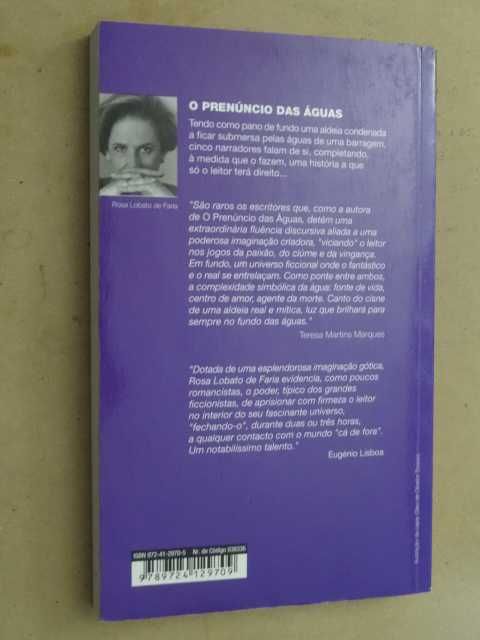 O PRENÚNCIO DAS ÁGUAS
Tendo como pano de fundo uma aldeia condenada
a ficar submersa pelas águas de uma barragem,
cinco narradores falam de si, completando,
à medida que o fazem, uma história a que
só o leitor terá direito...
Rosa Lobato de Faria
"São raros os escritores que, como a autora
de O Prenúncio das Águas, detêm uma
extraordinária fluência discursiva aliada a uma
poderosa imaginação criadora, "viciando" o leitor
nos jogos da paixão, do ciúme e da vingança.
Em fundo, um universo ficcional onde o fantástico
e o real se entrelaçam. Como ponte entre ambos,
a complexidade simbólica da água: fonte de vida,
centro de amor, agente da morte. Canto do cisne
de uma aldeia real e mítica, luz que brilhará para
sempre no fundo das águas."
Teresa Martins Marques
"Dotada de uma esplendorosa imaginação gótica,
Rosa Lobato de Faria evidencia, como poucos
romancistas, o poder, típico dos grandes
ficcionistas, de aprisionar com firmeza o leitor
no interior do seu fascinante universo,
"fechando-o", durante duas ou três horas,
a qualquer contacto com o mundo "cá de fora".
Um notabilíssimo talento."
Eugénio Lisboa
ISBN 972-41-2970-5 Nr. de Código 838336
9789724129709